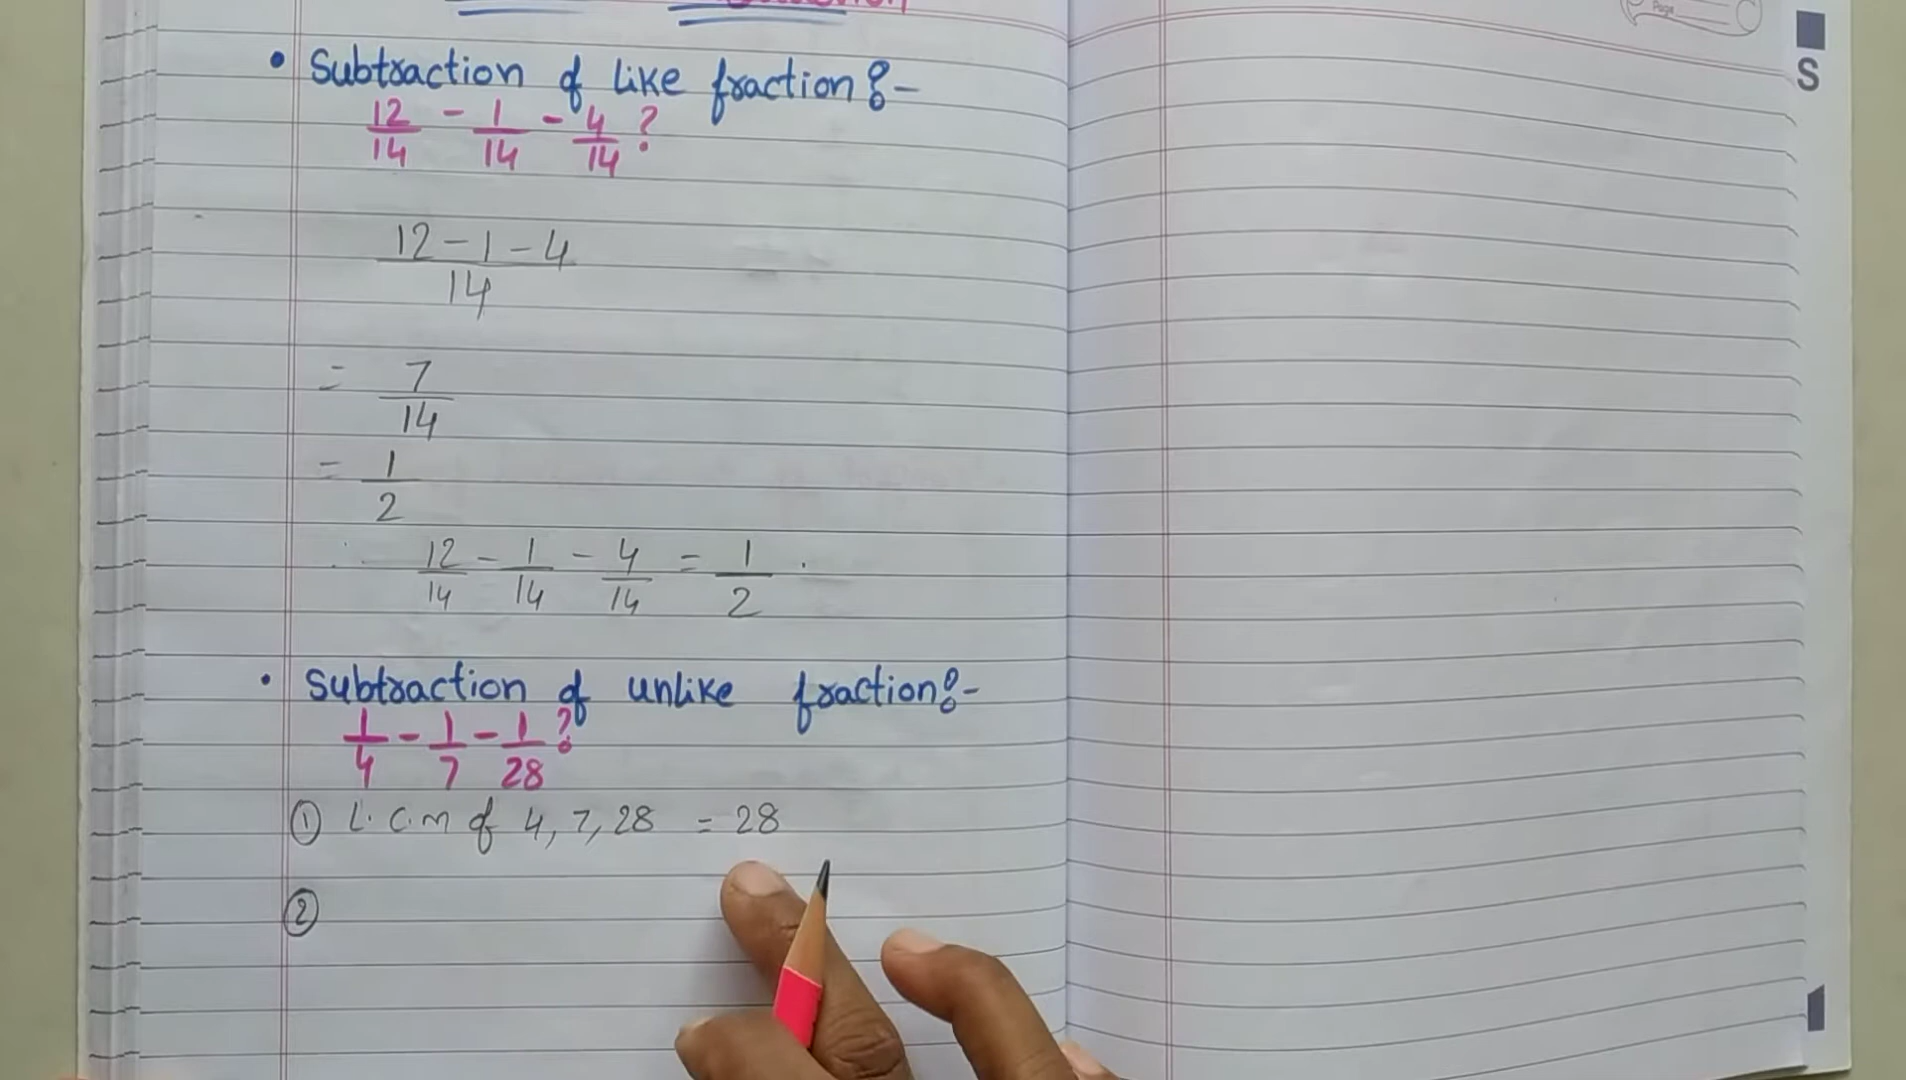 Page
S
• Subtraction of like fraction :-
12/14 - 1/14 - 4/14 ?
12 - 1 - 4
14
= 7/14
= 1/2
∴ 12/14 - 1/14 - 4/14 = 1/2 .
• Subtraction of unlike fraction :-
1/4 - 1/7 - 1/28 ?
① L.C.M of 4, 7, 28 = 28
②